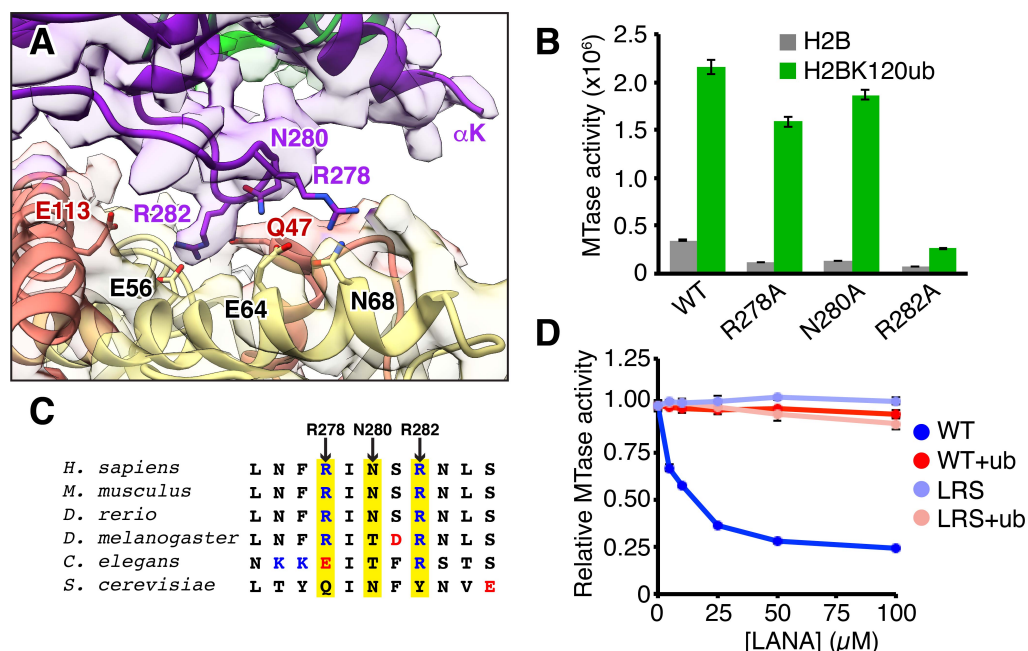 A
N280
R278
αK
E113
R282
Q47
E56
E64
N68
B
MTase activity (x10⁶)
H2B
H2BK120ub
2.5
2.0
1.5
1.0
0.5
0
WT
R278A
N280A
R282A
C
R278 N280 R282
H. sapiens L N F R I N S R N L S
M. musculus L N F R I N S R N L S
D. rerio L N F R I N S R N L S
D. melanogaster L N F R I T D R N L S
C. elegans N K K E I T F R S T S
S. cerevisiae L T Y Q I N F Y N V E
D
Relative MTase activity
1.25
1.00
0.75
0.50
0.25
0
0 25 50 75 100
[LANA] (µM)
WT
WT+ub
LRS
LRS+ub